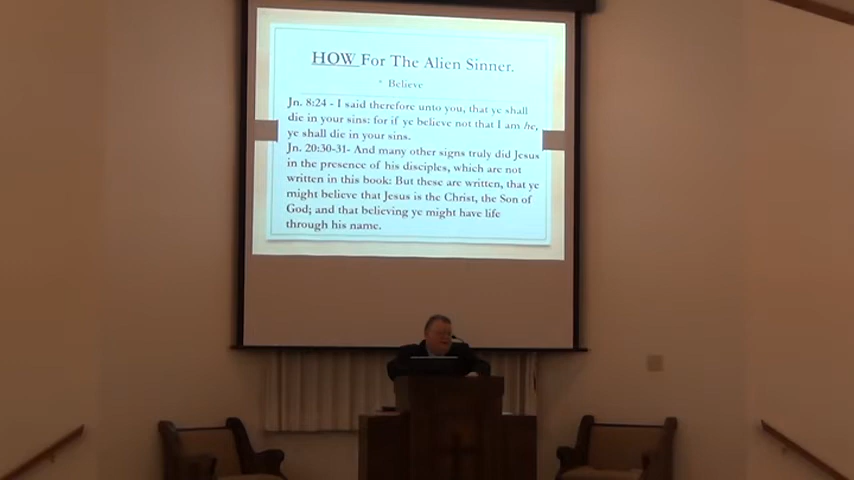 HOW For The Alien Sinner.
* Believe
Jn. 8:24 - I said therefore unto you, that ye shall
die in your sins: for if ye believe not that I am he,
ye shall die in your sins.
Jn. 20:30-31- And many other signs truly did Jesus
in the presence of his disciples, which are not
written in this book: But these are written, that ye
might believe that Jesus is the Christ, the Son of
God; and that believing ye might have life
through his name.